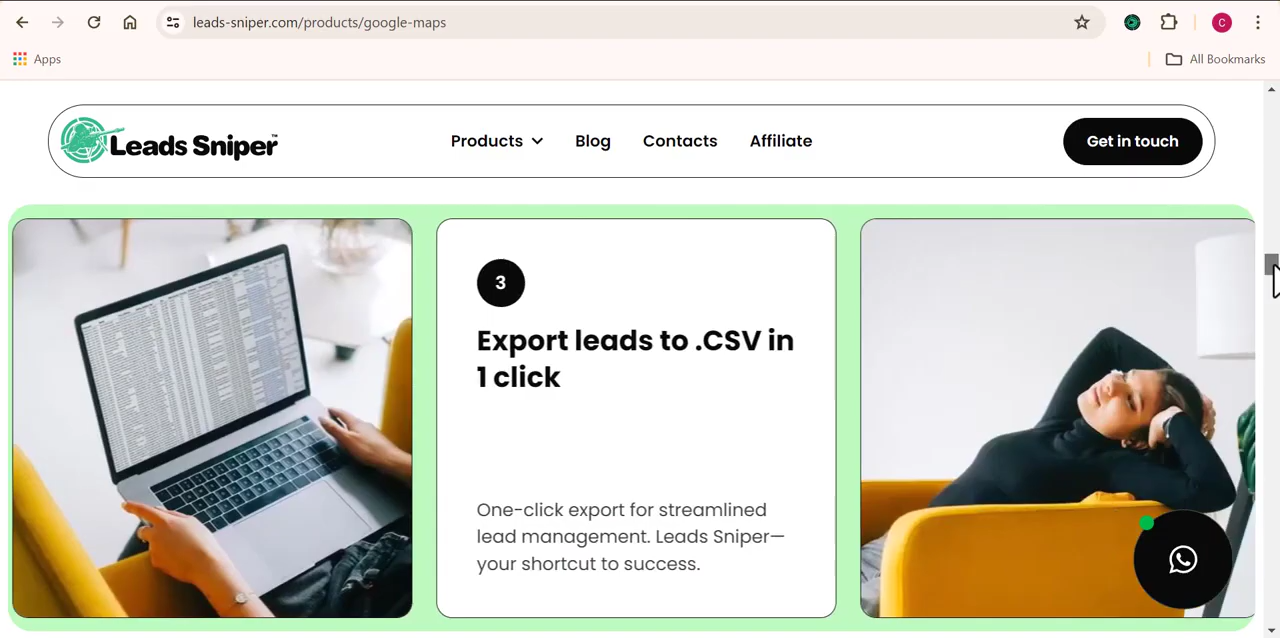 leads-sniper.com/products/google-maps
C
Apps
All Bookmarks
Leads Sniper™
Products
Blog
Contacts
Affiliate
Get in touch
3
Export leads to .CSV in
1 click
One-click export for streamlined
lead management. Leads Sniper—
your shortcut to success.